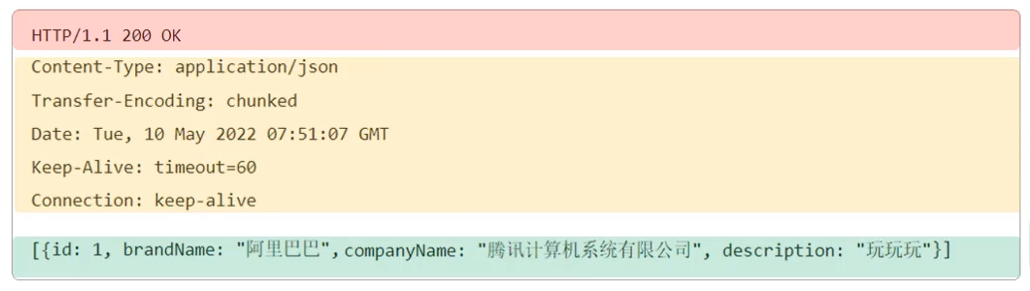 HTTP/1.1 200 OK
Content-Type: application/json
Transfer-Encoding: chunked
Date: Tue, 10 May 2022 07:51:07 GMT
Keep-Alive: timeout=60
Connection: keep-alive
[{id: 1, brandName: "阿里巴巴", companyName: "腾讯计算机系统有限公司", description: "玩玩玩"}]